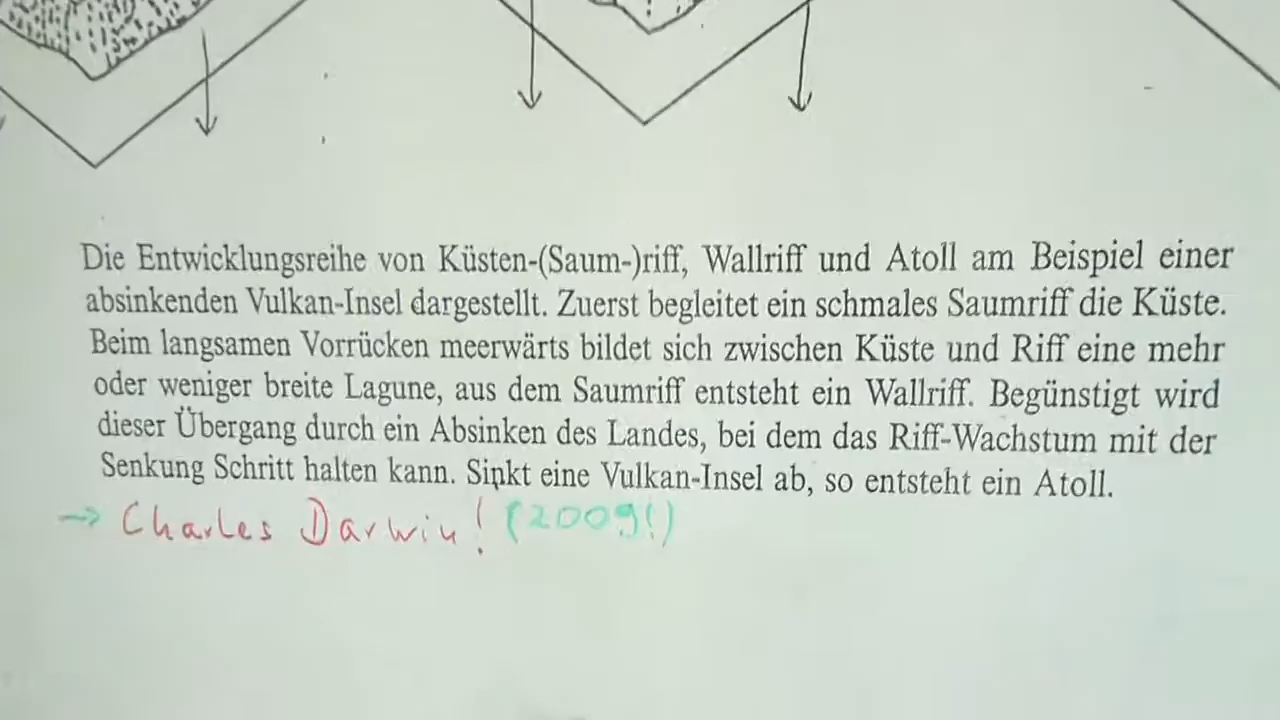 Die Entwicklungsreihe von Küsten-(Saum-)riff, Wallriff und Atoll am Beispiel einer
absinkenden Vulkan-Insel dargestellt. Zuerst begleitet ein schmales Saumriff die Küste.
Beim langsamen Vorrücken meerwärts bildet sich zwischen Küste und Riff eine mehr
oder weniger breite Lagune, aus dem Saumriff entsteht ein Wallriff. Begünstigt wird
dieser Übergang durch ein Absinken des Landes, bei dem das Riff-Wachstum mit der
Senkung Schritt halten kann. Sinkt eine Vulkan-Insel ab, so entsteht ein Atoll.
→ Charles Darwin! (2009!)